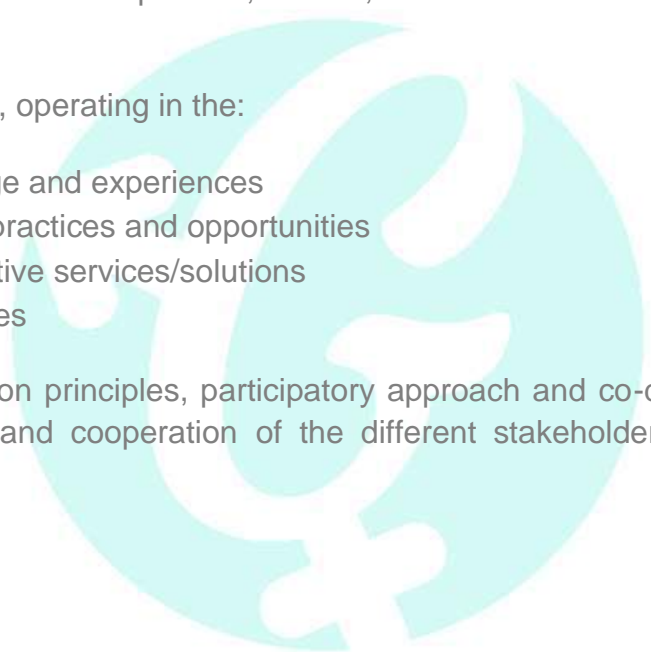 , operating in the:
ge and experiences
practices and opportunities
tive services/solutions
es
on principles, participatory approach and co-c
and cooperation of the different stakeholder